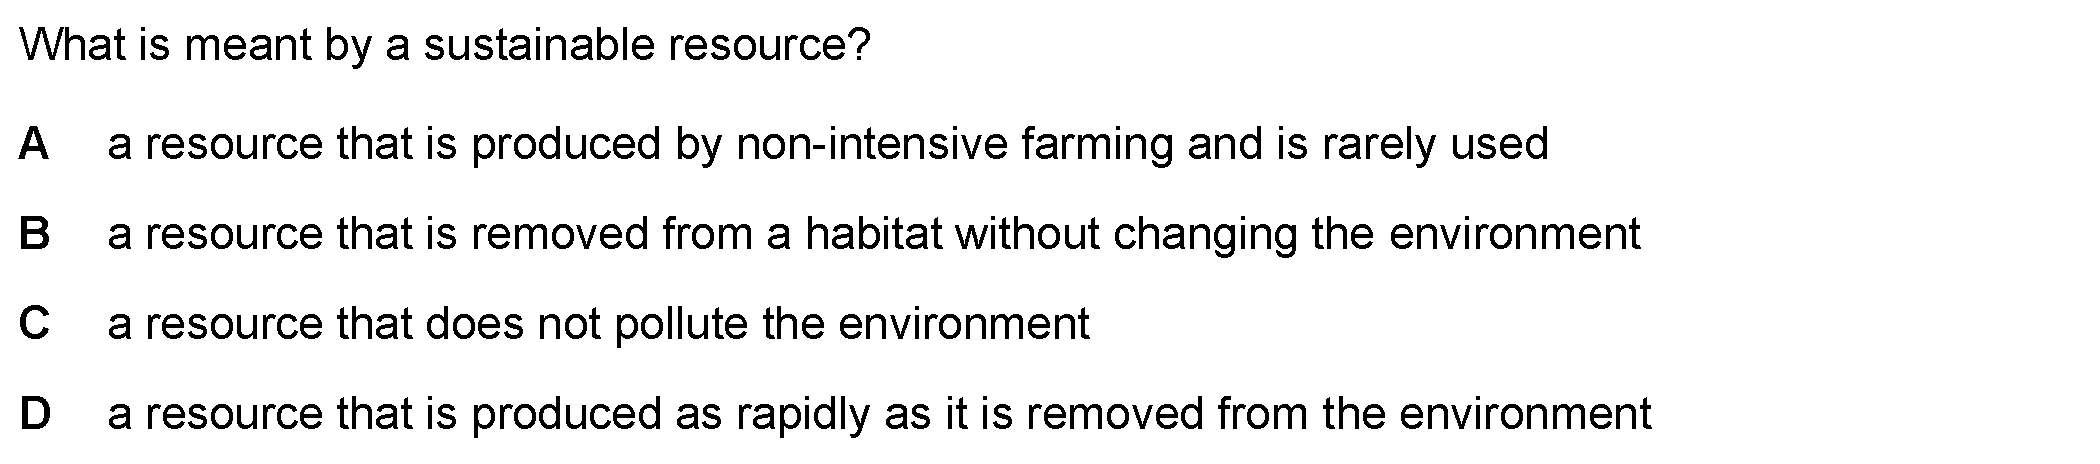 What is meant by a sustainable resource?
A a resource that is produced by non-intensive farming and is rarely used
B a resource that is removed from a habitat without changing the environment
C a resource that does not pollute the environment
D a resource that is produced as rapidly as it is removed from the environment